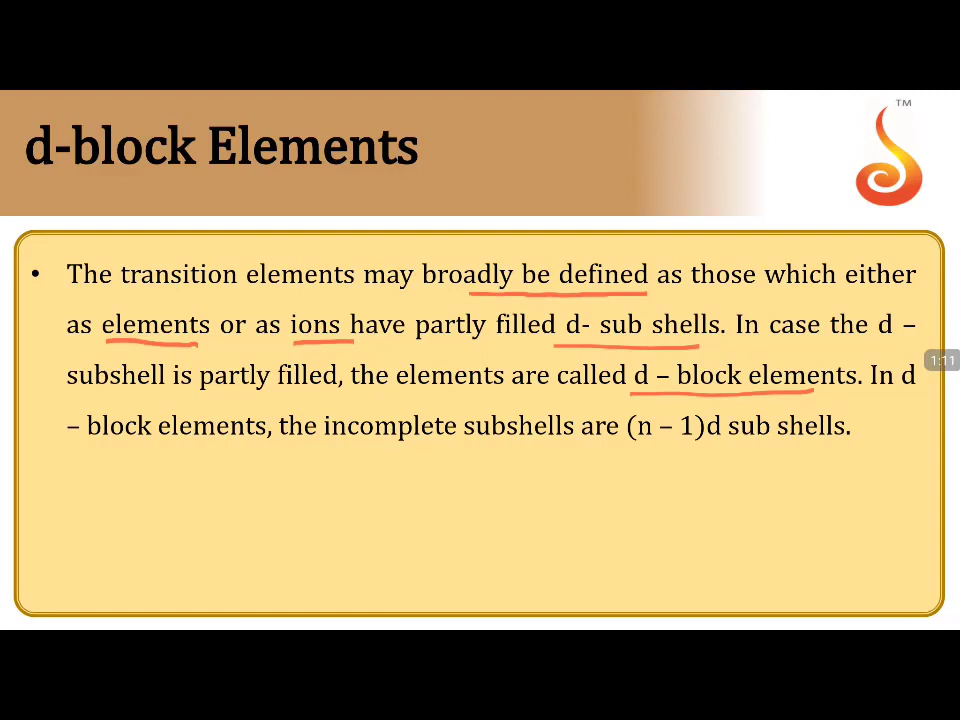 TM
d-block Elements
• The transition elements may broadly be defined as those which either
as elements or as ions have partly filled d- sub shells. In case the d –
subshell is partly filled, the elements are called d – block elements. In d
– block elements, the incomplete subshells are (n – 1)d sub shells.
1:11